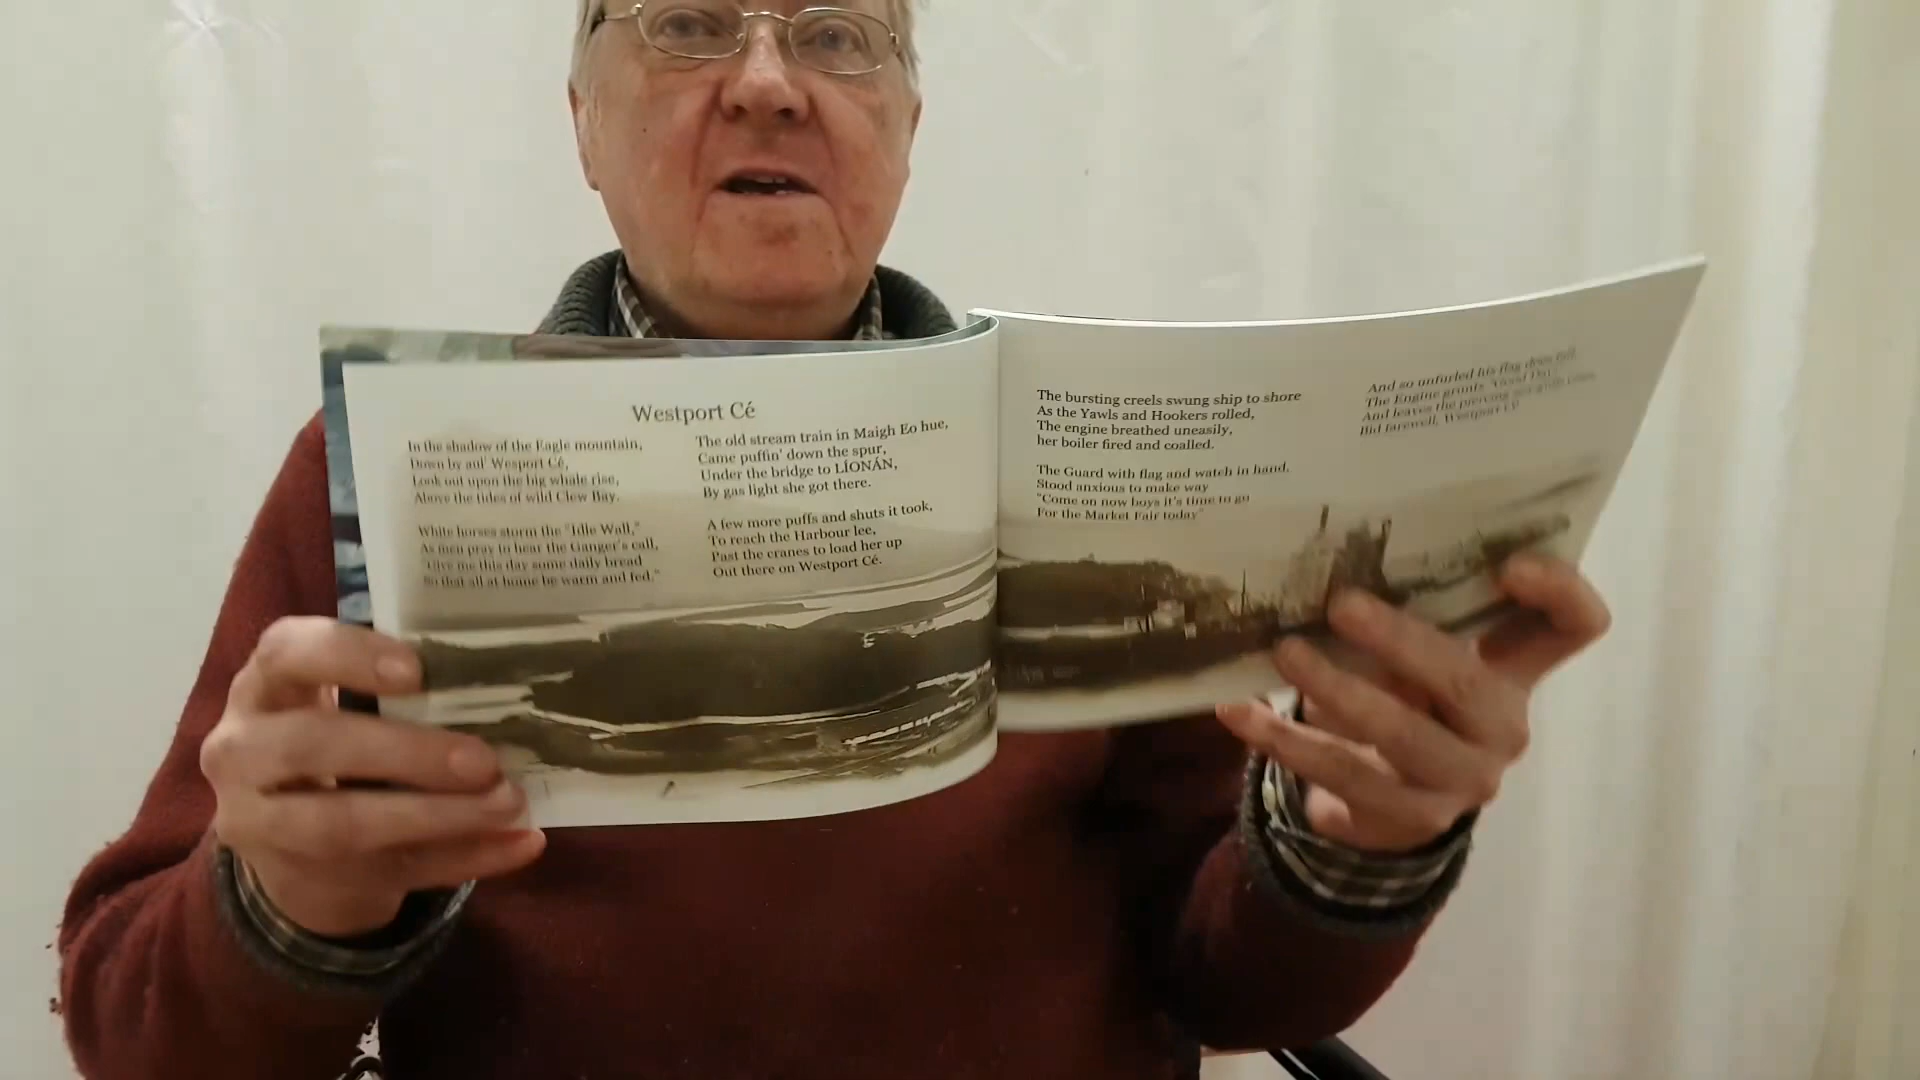 Westport Cé
In the shadow of the Eagle mountain,
Down by aul' Wesport Cé,
Look out upon the big whale rise,
Above the tides of wild Clew Bay.
White horses storm the "Idle Wall,"
As men pray to hear the Ganger's call,
"Give me this day some daily bread
So that all at home be warm and fed."
The old stream train in Maigh Eo hue,
Came puffin' down the spur,
Under the bridge to LÍONÁN,
By gas light she got there.
A few more puffs and shuts it took,
To reach the Harbour lee,
Past the cranes to load her up
Out there on Westport Cé.
The bursting creels swung ship to shore
As the Yawls and Hookers rolled,
The engine breathed uneasily,
her boiler fired and coalled.
The Guard with flag and watch in hand,
Stood anxious to make way
"Come on now boys it's time to go
For the Market Fair today"
And so unfurled his flag does fall,
The Engine grunts "Good Day"
And leaves the piercing
Bid farewell, Westport Cé